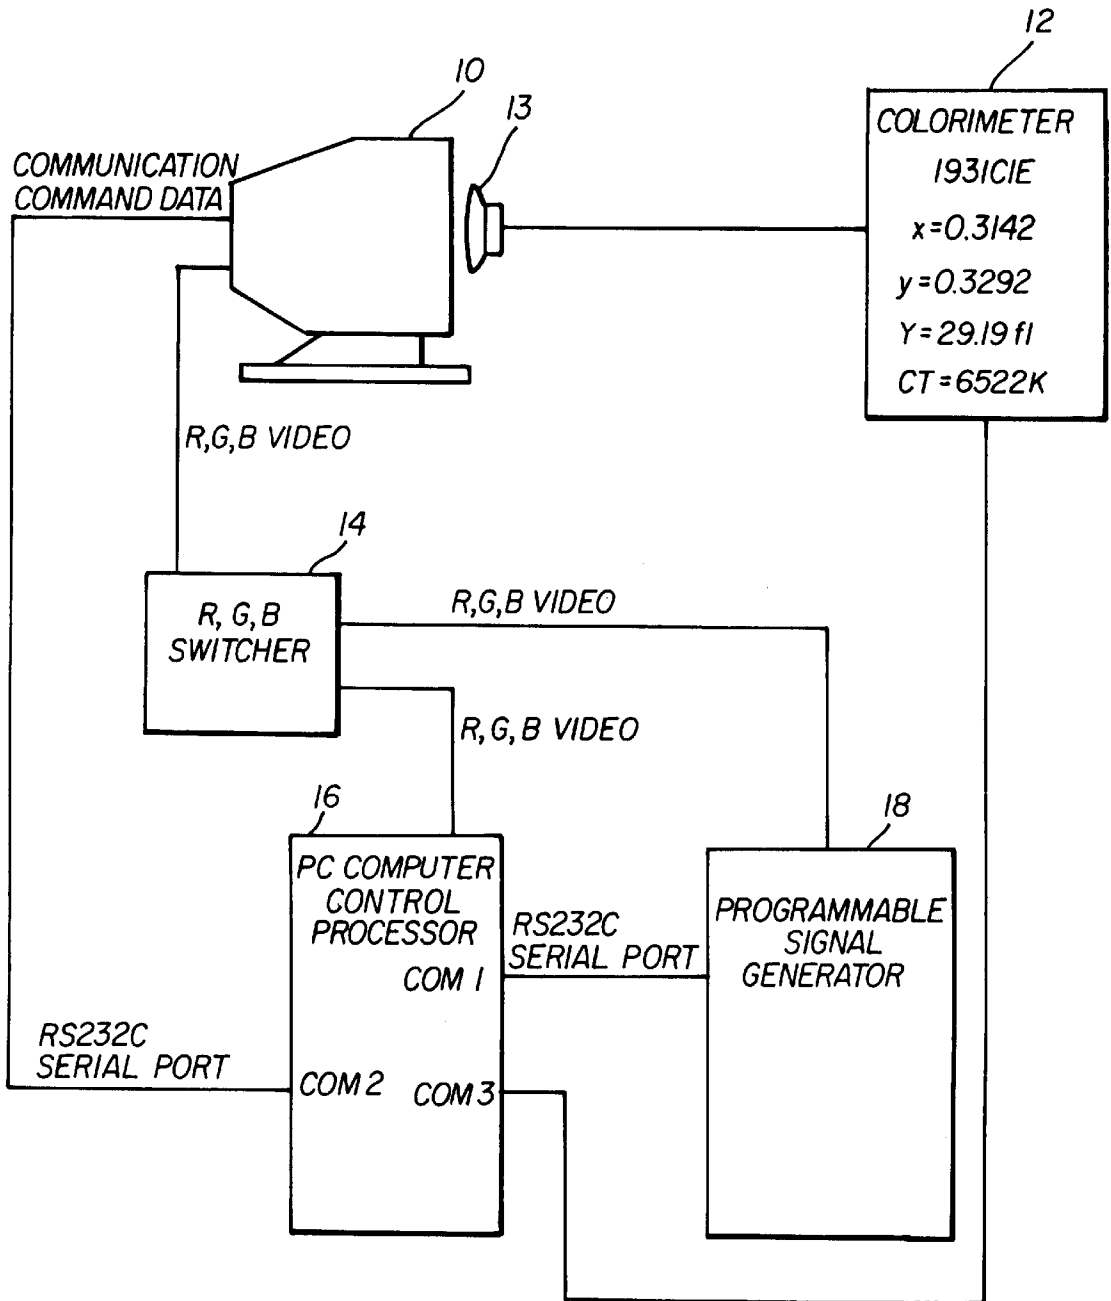 12
10
13
COLORIMETER
1931CIE
x=0.3142
y=0.3292
Y=29.19 fl
CT=6522K
COMMUNICATION
COMMAND DATA
R,G,B VIDEO
14
R, G, B
SWITCHER
R,G,B VIDEO
R, G, B VIDEO
16
PC COMPUTER
CONTROL
PROCESSOR
COM 1
COM 2
COM 3
RS232C
SERIAL PORT
18
PROGRAMMABLE
SIGNAL
GENERATOR
RS232C
SERIAL PORT